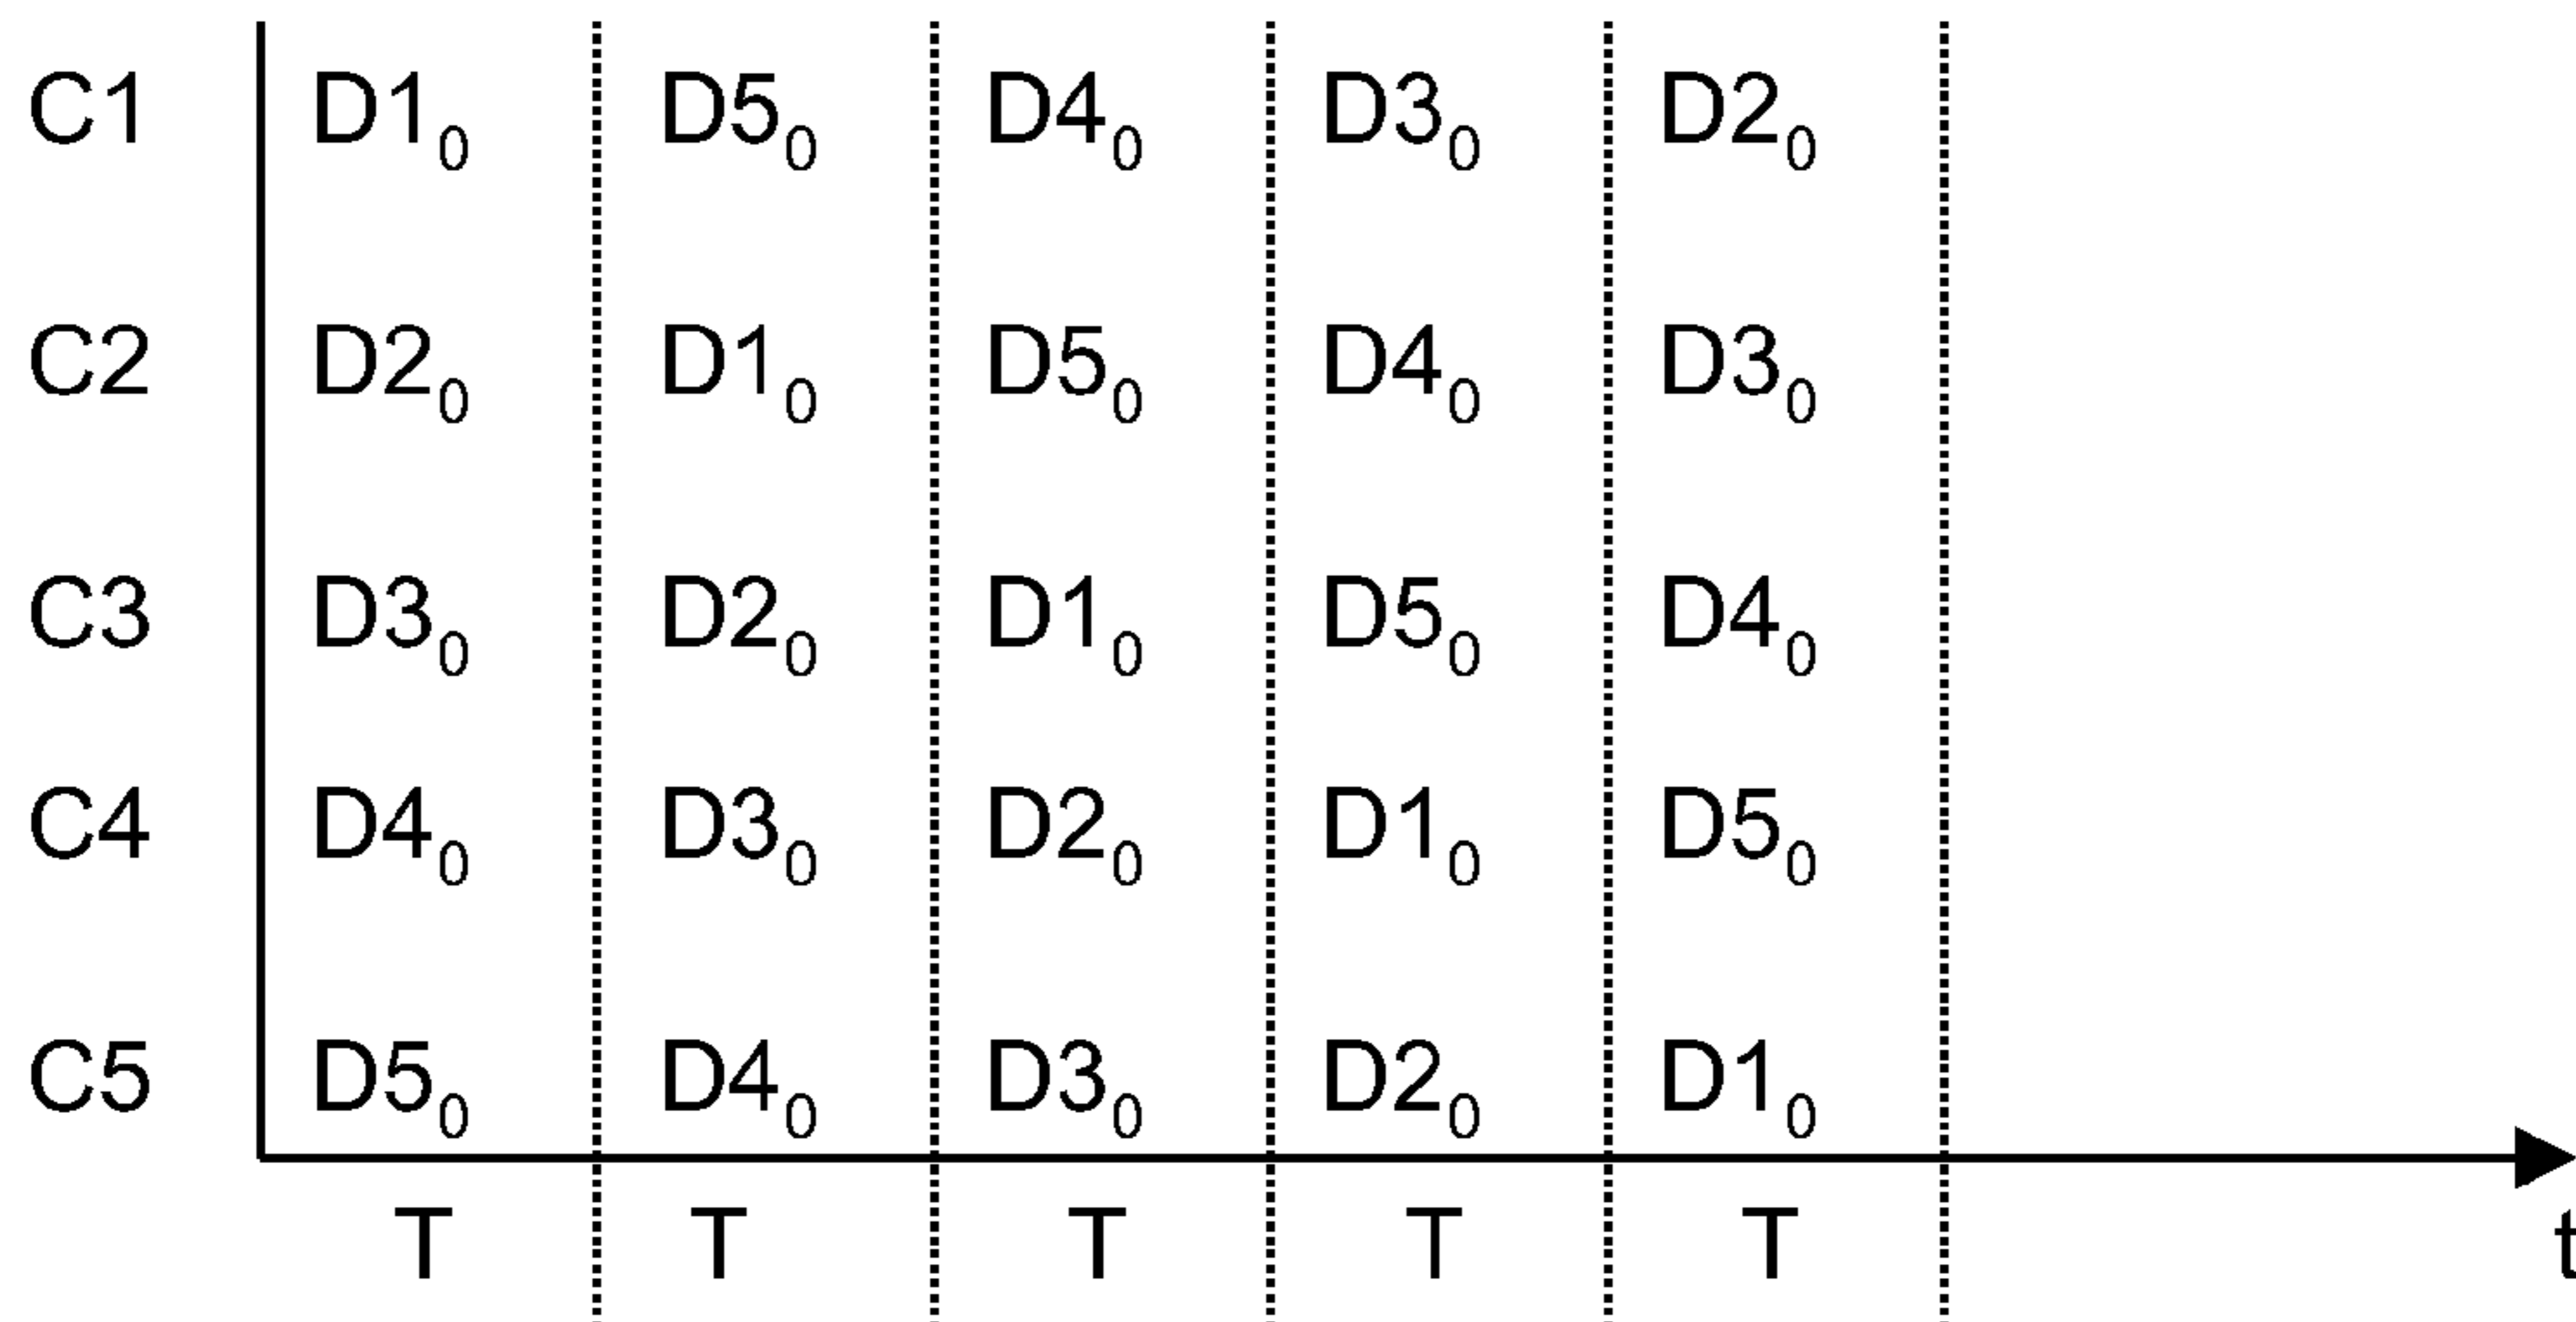 C1 D1₀ D5₀ D4₀ D3₀ D2₀
C2 D2₀ D1₀ D5₀ D4₀ D3₀
C3 D3₀ D2₀ D1₀ D5₀ D4₀
C4 D4₀ D3₀ D2₀ D1₀ D5₀
C5 D5₀ D4₀ D3₀ D2₀ D1₀
T T T T T t